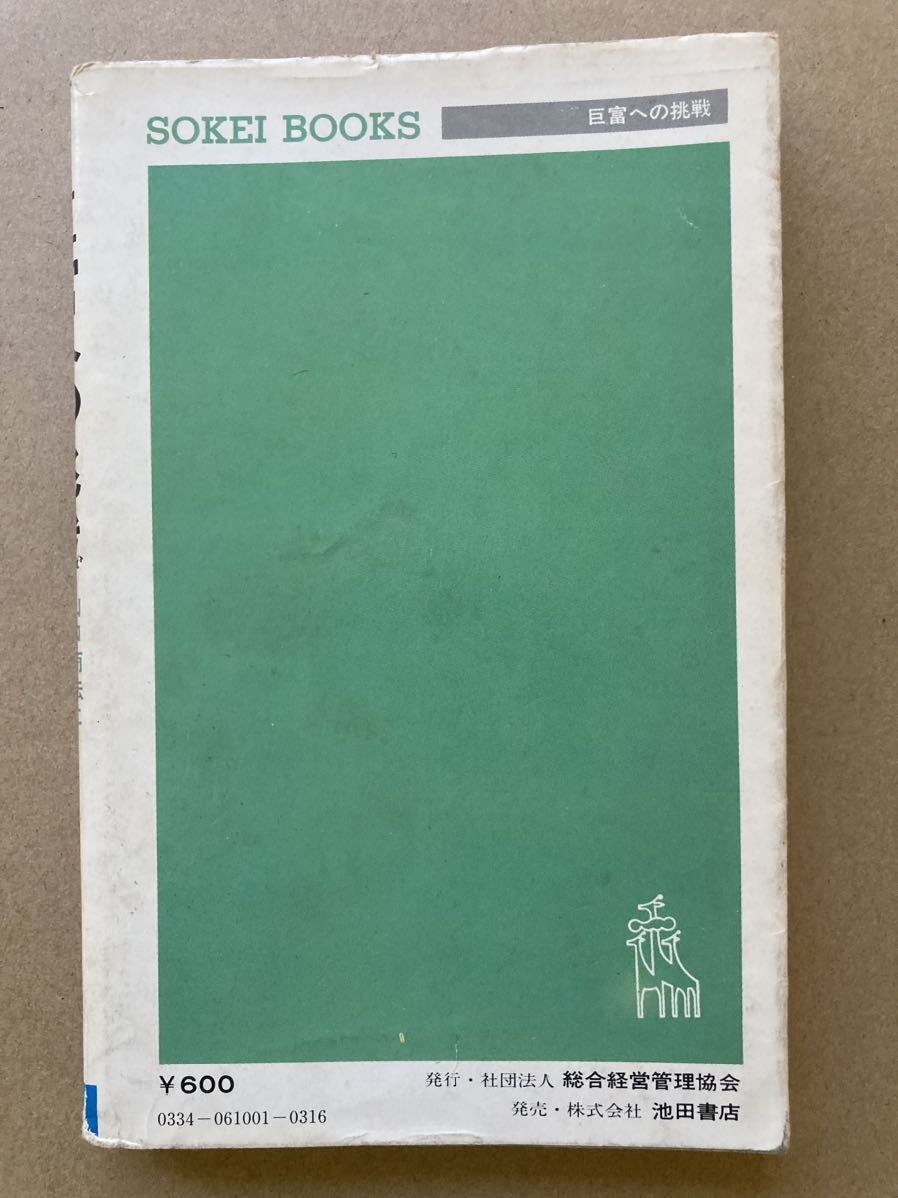 SOKEI BOOKS
巨富への挑戦
¥600
発行・社団法人 総合経営管理協会
0334-061001-0316
発売・株式会社 池田書店